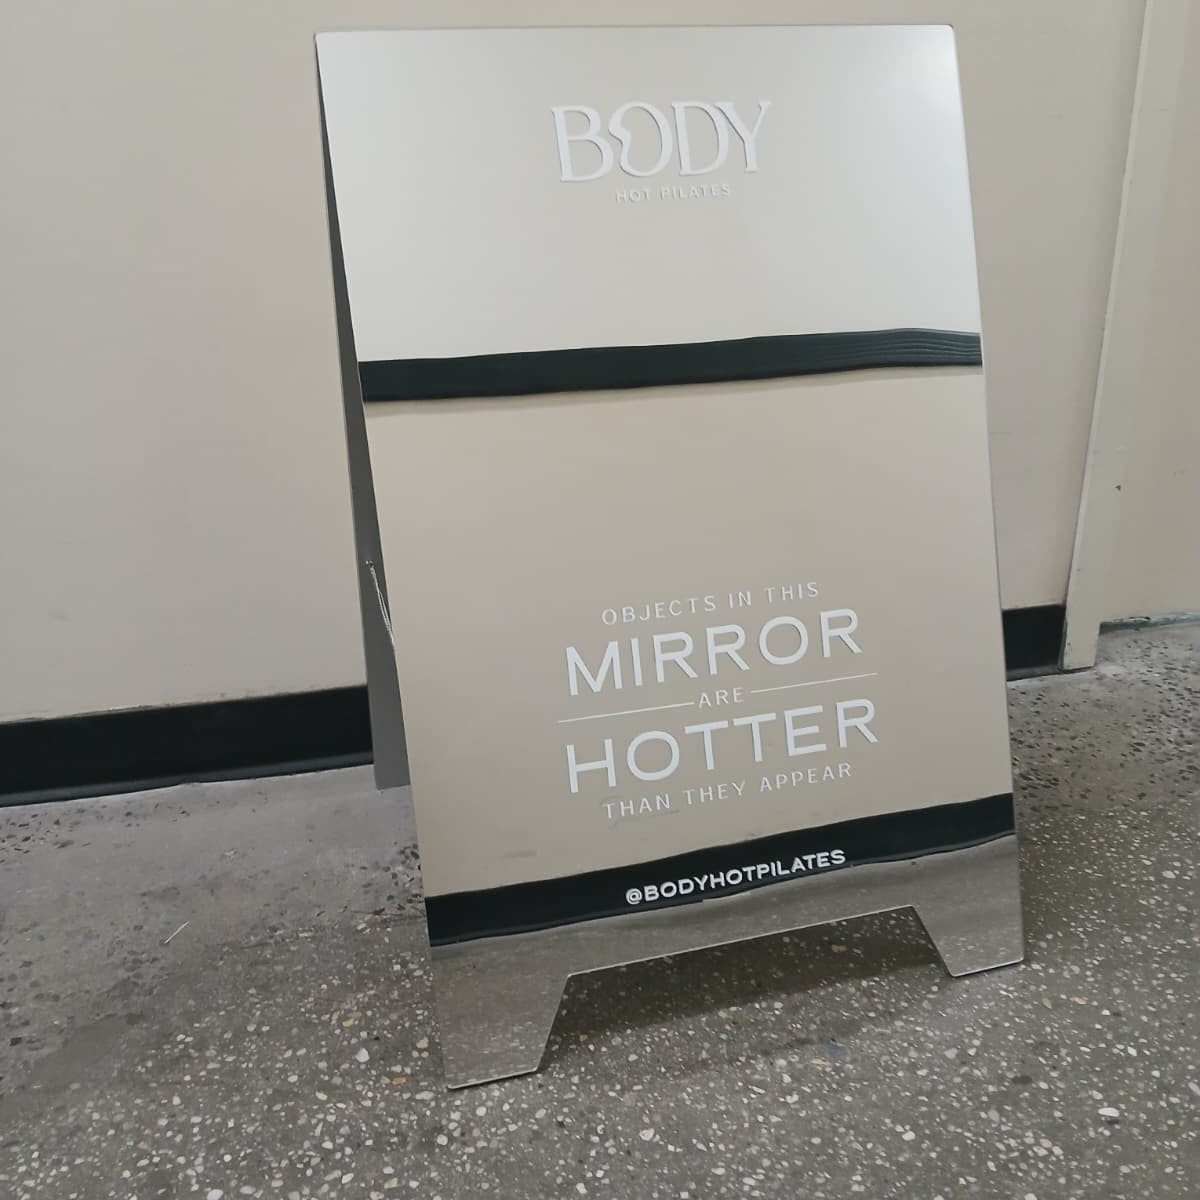 BODY
HOT PILATES
OBJECTS IN THIS
MIRROR
ARE
HOTTER
THAN THEY APPEAR
@BODYHOTPILATES